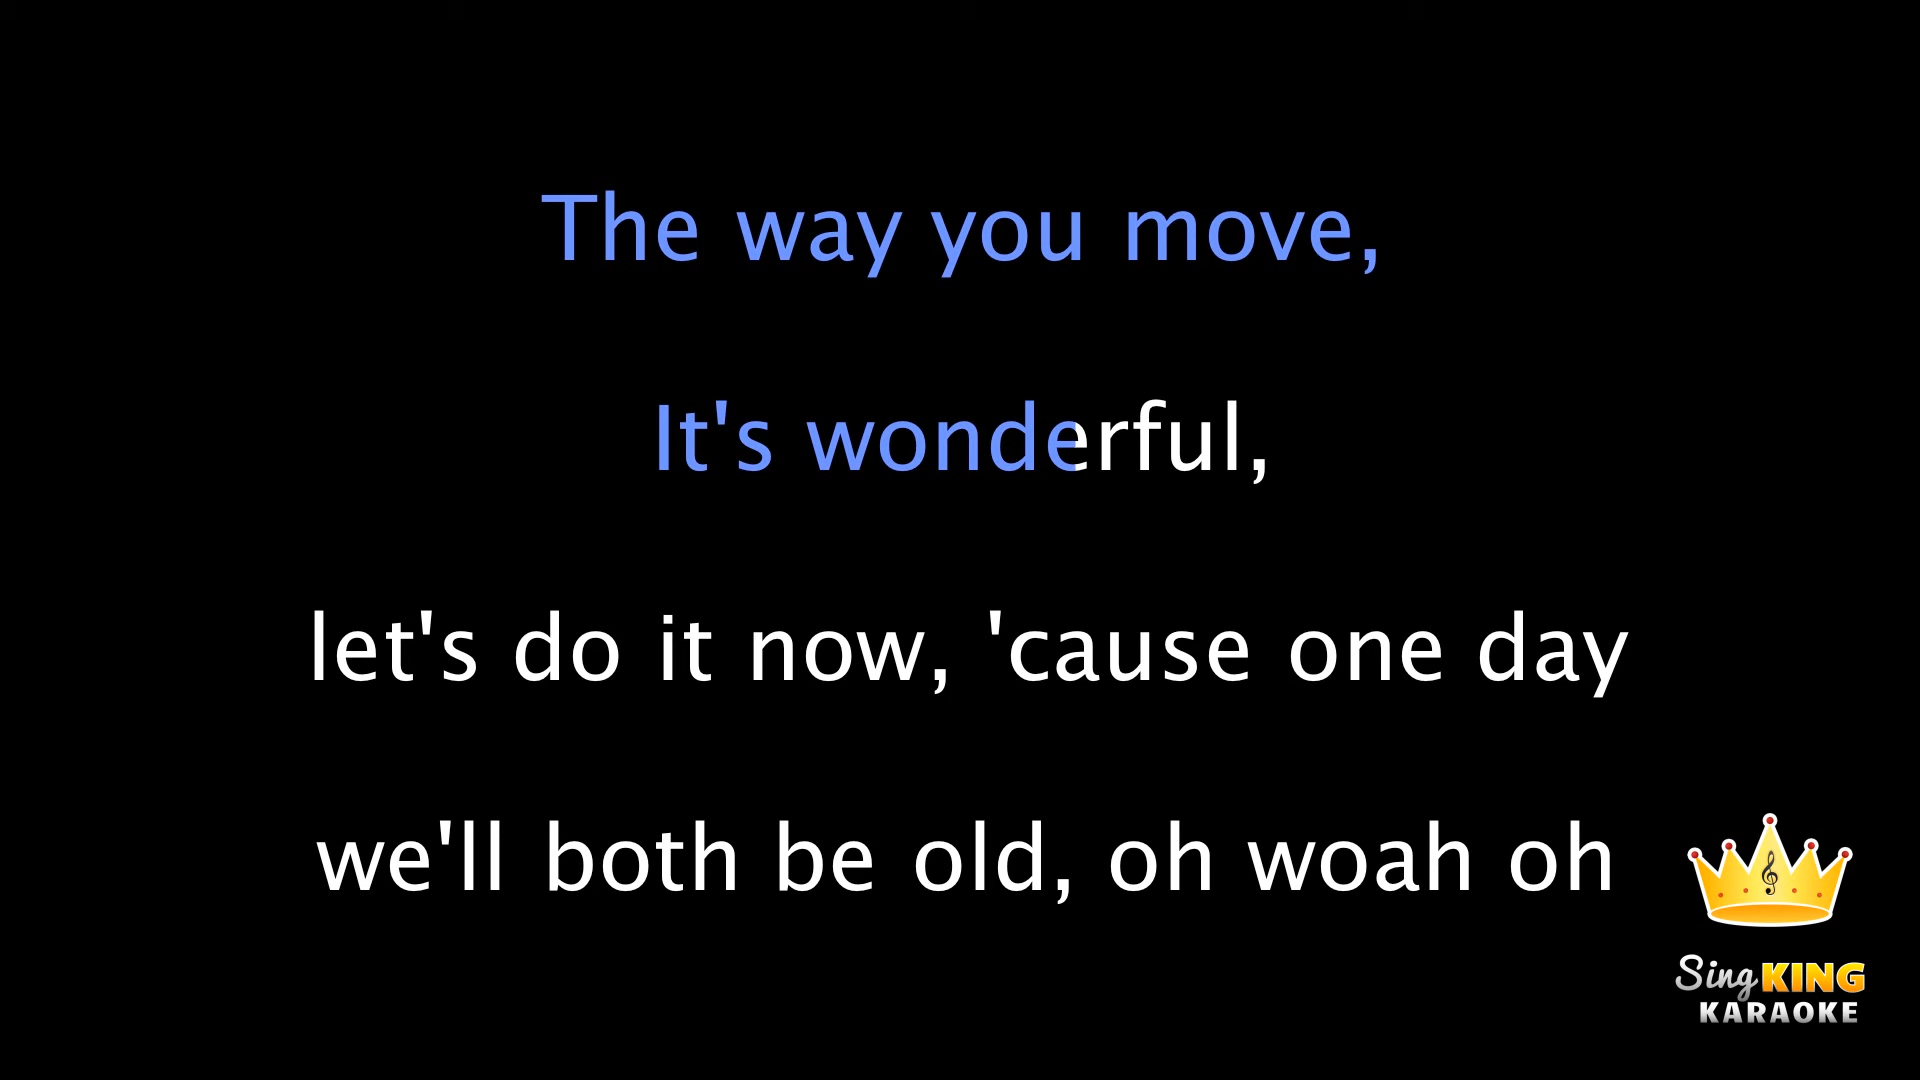 The way you move,
It's wonderful,
let's do it now, 'cause one day
we'll both be old, oh woah oh
Sing KING
KARAOKE